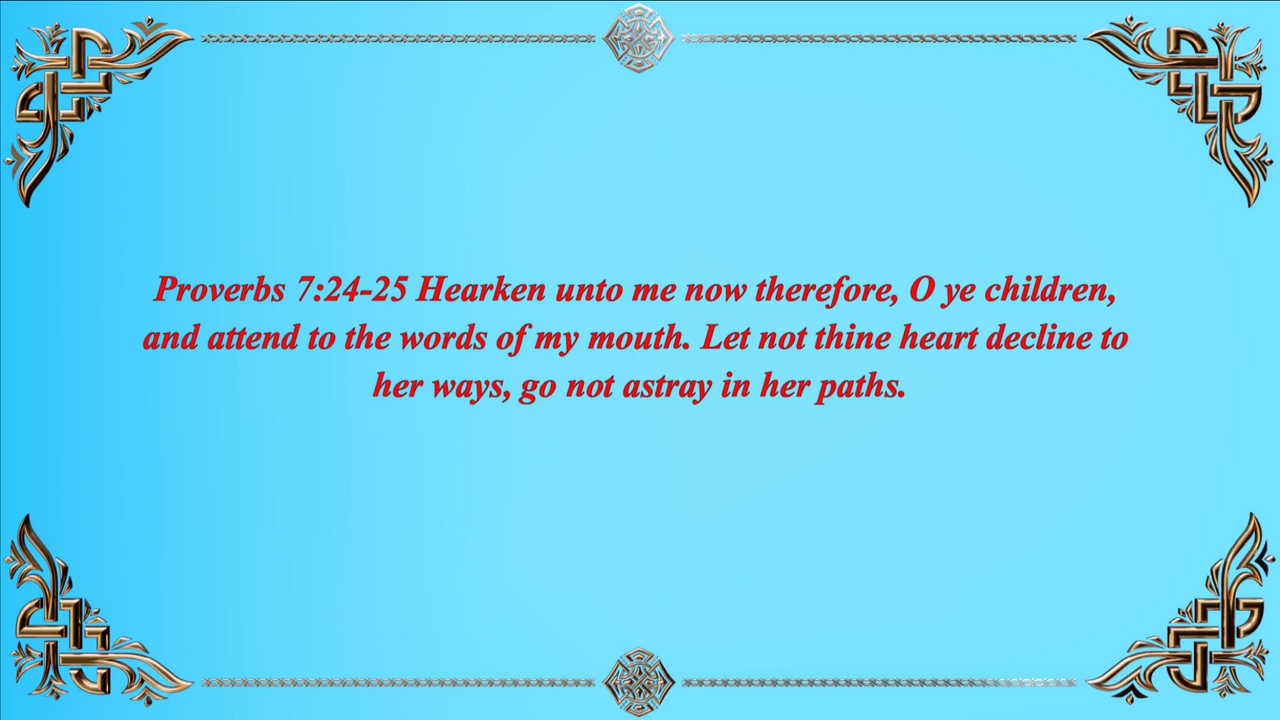 Proverbs 7:24-25 Hearken unto me now therefore, O ye children,
and attend to the words of my mouth. Let not thine heart decline to
her ways, go not astray in her paths.